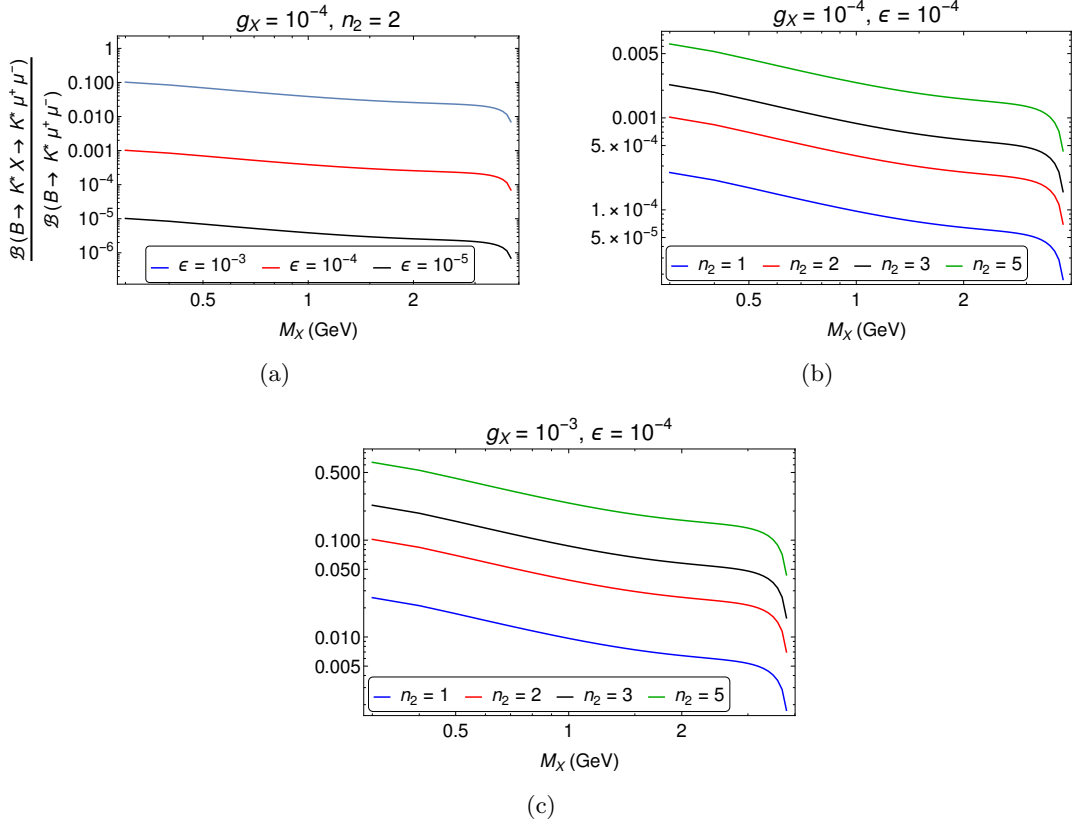 g_X = 10^{-4}, n_2 = 2
ℬ(B → K* X → K* μ⁺ μ⁻)
ℬ(B → K* μ⁺ μ⁻)
1
0.100
0.010
0.001
10^{-4}
10^{-5}
10^{-6}
ϵ = 10^{-3} ϵ = 10^{-4} ϵ = 10^{-5}
0.5 1 2
M_X (GeV)
(a)
g_X = 10^{-4}, ϵ = 10^{-4}
0.005
0.001
5.×10^{-4}
1.×10^{-4}
5.×10^{-5}
n_2 = 1 n_2 = 2 n_2 = 3 n_2 = 5
0.5 1 2
M_X (GeV)
(b)
g_X = 10^{-3}, ϵ = 10^{-4}
0.500
0.100
0.050
0.010
0.005
n_2 = 1 n_2 = 2 n_2 = 3 n_2 = 5
0.5 1 2
M_X (GeV)
(c)